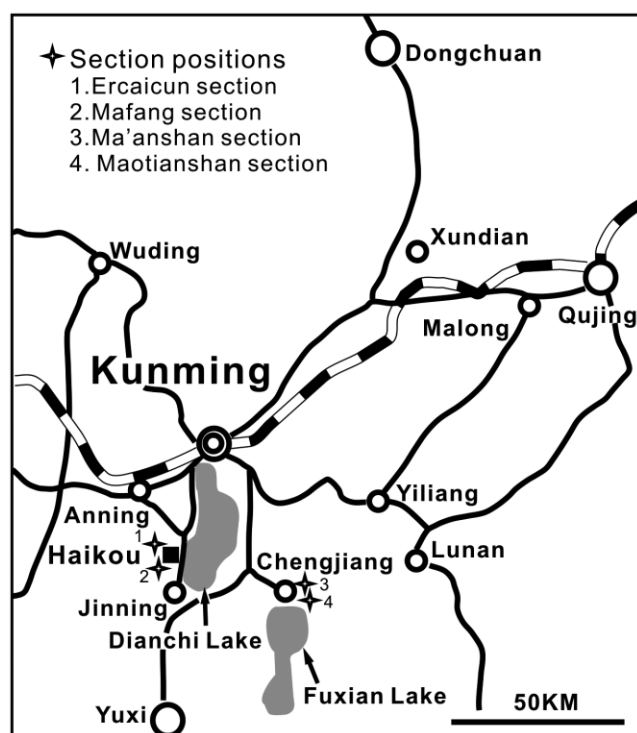 Section positions
1.Ercaicun section
2.Mafang section
3.Ma'anshan section
4. Maotianshan section
Dongchuan
Xundian
Wuding
Malong
Qujing
Kunming
Anning
Yiliang
1
Haikou
2
Chengjiang
3
4
Lunan
Jinning
Dianchi Lake
Fuxian Lake
50KM
Yuxi